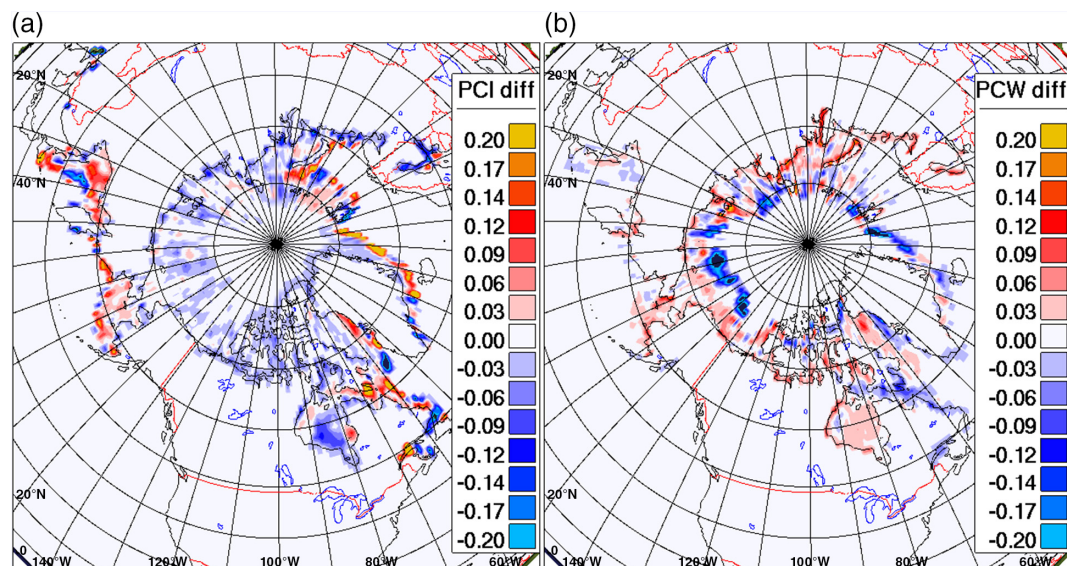 (a)
(b)
20°N
40°N
20°N
0
140°W
120°W
100°W
80°W
60°W
PCI diff
0.20
0.17
0.14
0.12
0.09
0.06
0.03
0.00
-0.03
-0.06
-0.09
-0.12
-0.14
-0.17
-0.20
20°N
40°N
20°N
0
140°W
120°W
100°W
80°W
60°W
PCW diff
0.20
0.17
0.14
0.12
0.09
0.06
0.03
0.00
-0.03
-0.06
-0.09
-0.12
-0.14
-0.17
-0.20